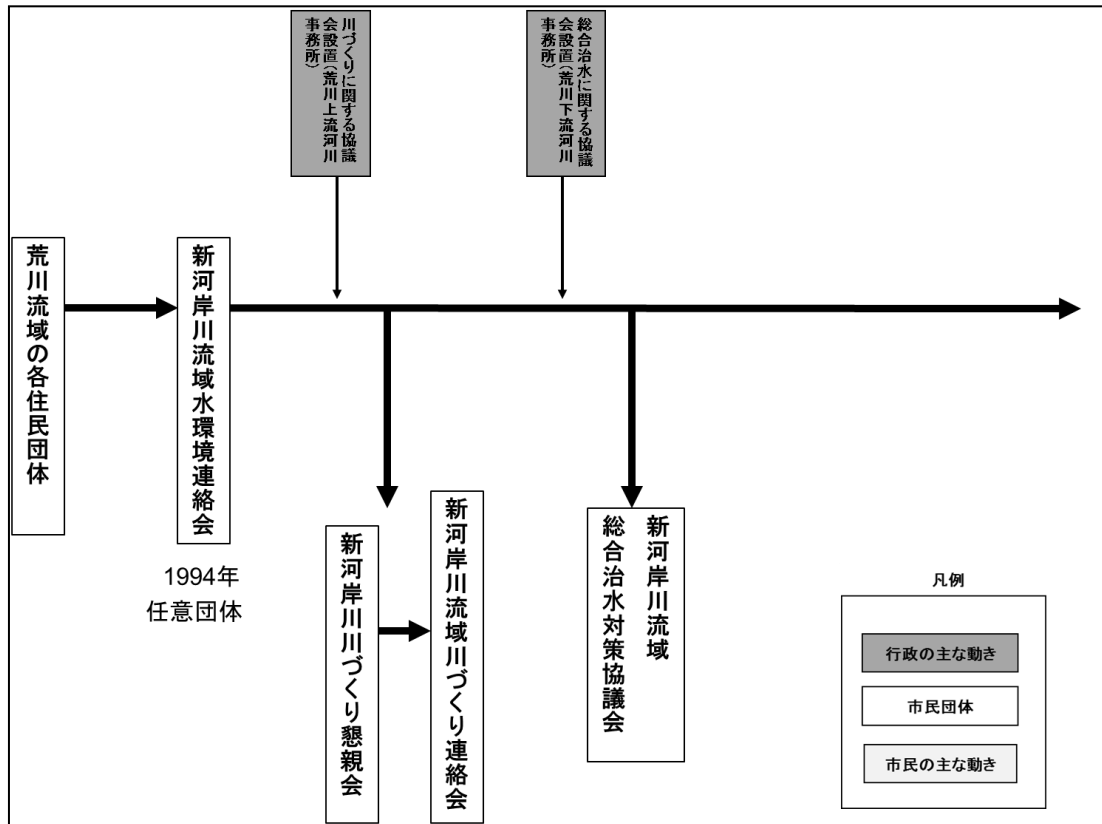 川づくりに関する協議
会設置（荒川上流河川
事務所）
総合治水に関する協議
会設置（荒川下流河川
事務所）
荒川流域の各住民団体
新河岸川流域水環境連絡会
1994年
任意団体
新河岸川川づくり懇親会
新河岸川流域川づくり連絡会
新河岸川流域
総合治水対策協議会
凡例
行政の主な動き
市民団体
市民の主な動き